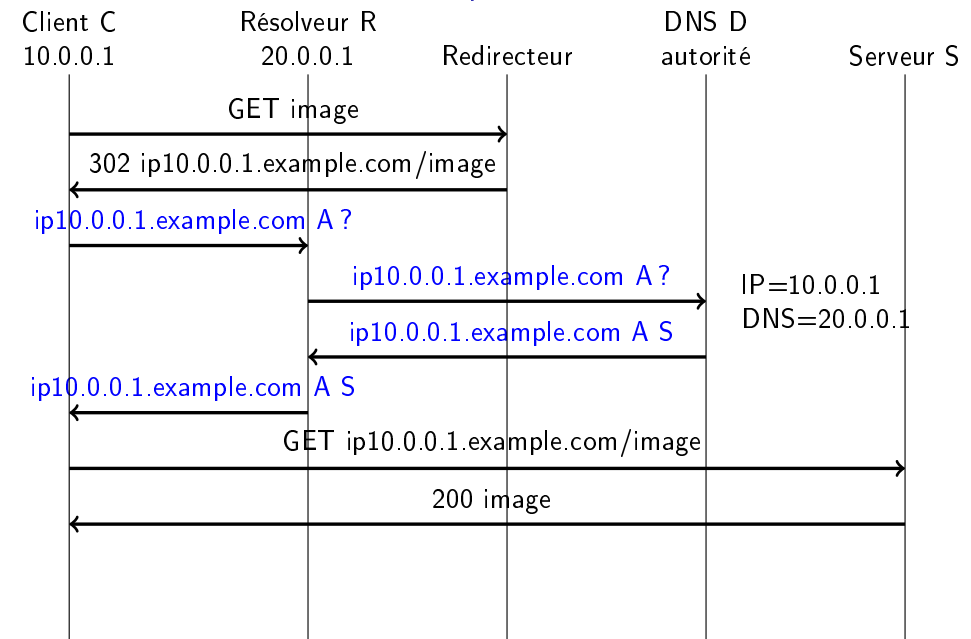 Client C
10.0.0.1
Résolveur R
20.0.0.1
Redirecteur
DNS D
autorité
Serveur S
GET image
302 ip10.0.0.1.example.com/image
ip10.0.0.1.example.com A ?
ip10.0.0.1.example.com A ?
IP=10.0.0.1
DNS=20.0.0.1
ip10.0.0.1.example.com A S
ip10.0.0.1.example.com A S
GET ip10.0.0.1.example.com/image
200 image